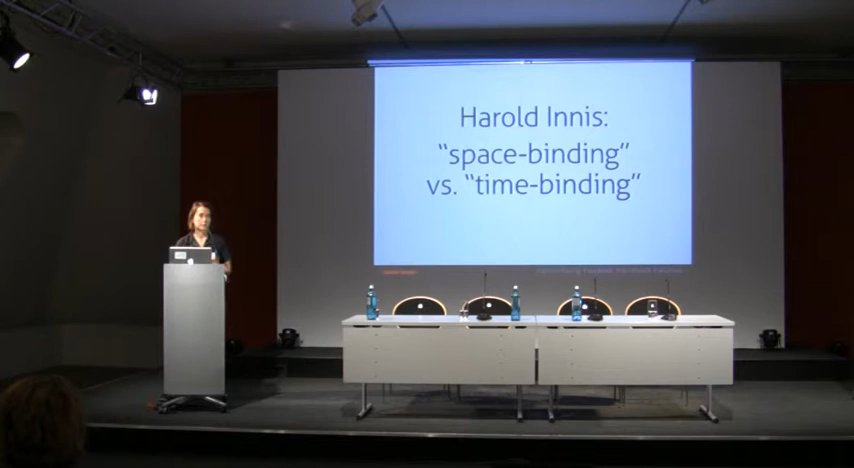 Harold Innis:
“space-binding”
vs. “time-binding”